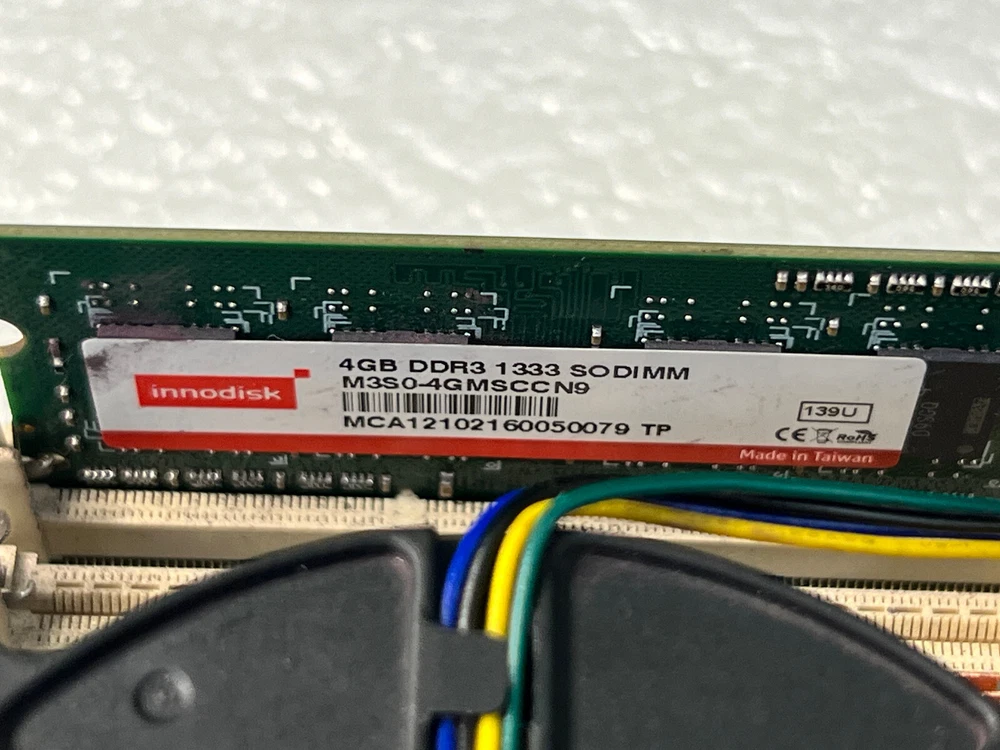 innodisk
4GB DDR3 1333 SODIMM
M3S0-4GMSCCN9
MCA12102160050079 TP
139U
CE RoHS
Made in Taiwan